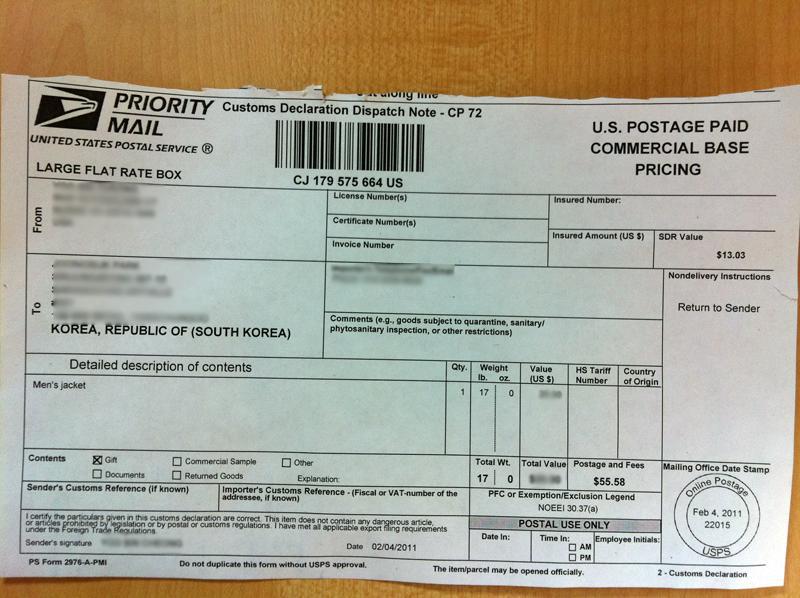 along line
PRIORITY
MAIL
UNITED STATES POSTAL SERVICE ®
LARGE FLAT RATE BOX
Customs Declaration Dispatch Note - CP 72
CJ 179 575 664 US
U.S. POSTAGE PAID
COMMERCIAL BASE
PRICING
From
License Number(s)
Certificate Number(s)
Invoice Number
Insured Number:
Insured Amount (US $)
SDR Value
$13.03
To
KOREA, REPUBLIC OF (SOUTH KOREA)
Comments (e.g., goods subject to quarantine, sanitary/
phytosanitary inspection, or other restrictions)
Nondelivery Instructions
Return to Sender
Detailed description of contents
Qty.
Weight
lb. oz.
Value
(US $)
HS Tariff
Number
Country
of Origin
Men's jacket
1 17 0
Contents
Gift
Commercial Sample
Other
Documents
Returned Goods
Explanation:
Total Wt.
17 0
Total Value
Postage and Fees
$55.58
Mailing Office Date Stamp
Online Postage
Feb 4, 2011
22015
USPS
Sender's Customs Reference (if known)
Importer's Customs Reference - (Fiscal or VAT-number of the
addressee, if known)
PFC or Exemption/Exclusion Legend
NOEEI 30.37(a)
I certify the particulars given in this customs declaration are correct. This item does not contain any dangerous article,
or articles prohibited by legislation or by postal or customs regulations. I have met all applicable export filing requirements
under the Foreign Trade Regulations.
Sender's signature
Date 02/04/2011
POSTAL USE ONLY
Date In:
Time In:
AM
PM
Employee Initials:
PS Form 2976-A-PMI
Do not duplicate this form without USPS approval.
The item/parcel may be opened officially.
2 - Customs Declaration